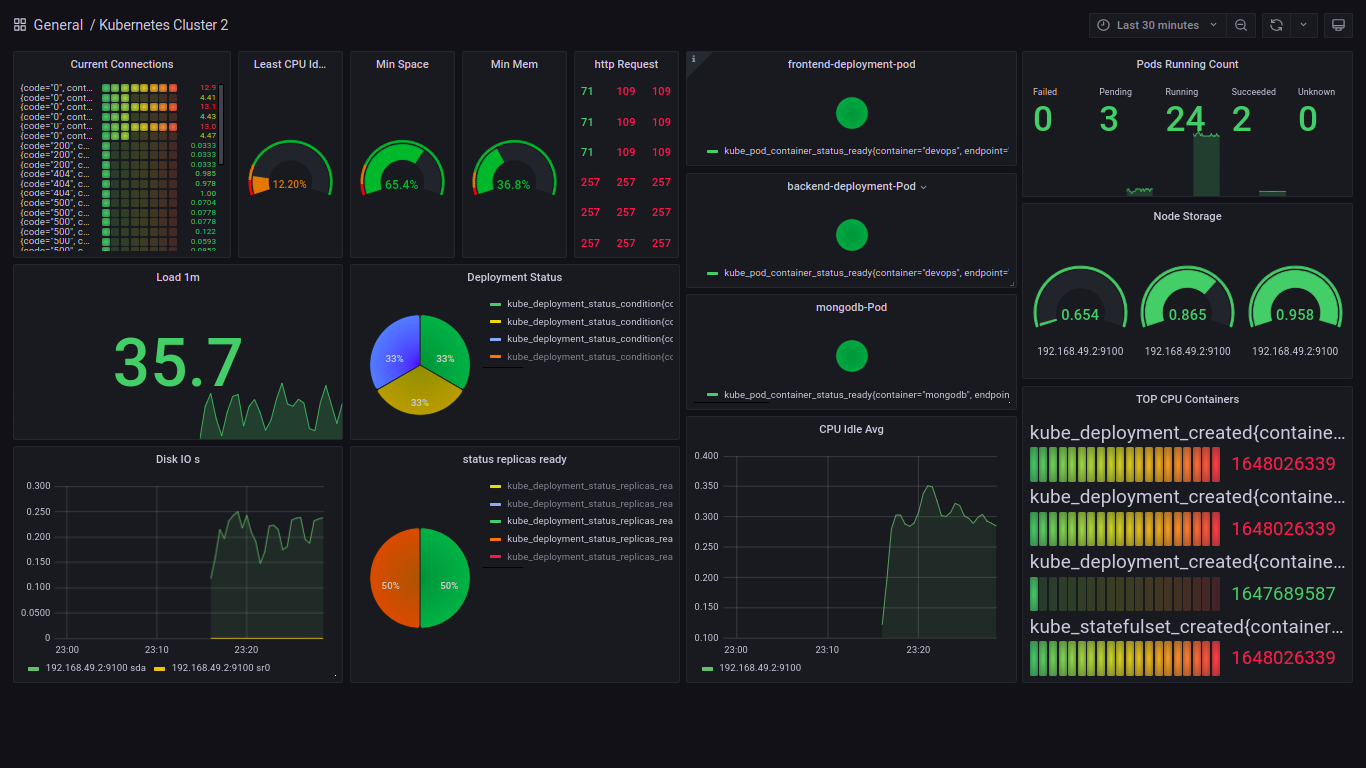 General / Kubernetes Cluster 2
Last 30 minutes
Current Connections
{code="0", cont... 12.9
{code="0", cont... 4.41
{code="0", cont... 13.1
{code="0", cont... 4.43
{code="0", cont... 13.0
{code="0", cont... 4.47
{code="200", c... 0.0333
{code="200", c... 0.0333
{code="200", c... 0.0333
{code="404", c... 0.985
{code="404", c... 0.978
{code="404", c... 1.00
{code="500", c... 0.0704
{code="500", c... 0.0778
{code="500", c... 0.0778
{code="500", c... 0.122
{code="500", c... 0.0593
{code="500", c...
Least CPU Id...
12.20%
Min Space
65.4%
Min Mem
36.8%
http Request
71 109 109
71 109 109
71 109 109
257 257 257
257 257 257
257 257 257
frontend-deployment-pod
kube_pod_container_status_ready{container="devops", endpoint="
backend-deployment-Pod
kube_pod_container_status_ready{container="devops", endpoint="
mongodb-Pod
kube_pod_container_status_ready{container="mongodb", endpoin
Pods Running Count
Failed Pending Running Succeeded Unknown
0 3 24 2 0
Node Storage
0.654 0.865 0.958
192.168.49.2:9100 192.168.49.2:9100 192.168.49.2:9100
Load 1m
35.7
Deployment Status
33% 33% 33%
kube_deployment_status_condition{cc
kube_deployment_status_condition{cc
kube_deployment_status_condition{cc
kube_deployment_status_condition{cc
Disk IO s
0.300
0.250
0.200
0.150
0.100
0.0500
0
23:00 23:10 23:20
192.168.49.2:9100 sda 192.168.49.2:9100 sr0
status replicas ready
50% 50%
kube_deployment_status_replicas_rea
kube_deployment_status_replicas_rea
kube_deployment_status_replicas_rea
kube_deployment_status_replicas_rea
kube_deployment_status_replicas_rea
CPU Idle Avg
0.400
0.350
0.300
0.250
0.200
0.150
0.100
23:00 23:10 23:20
192.168.49.2:9100
TOP CPU Containers
kube_deployment_created{containe...
1648026339
kube_deployment_created{containe...
1648026339
kube_deployment_created{containe...
1647689587
kube_statefulset_created{container...
1648026339